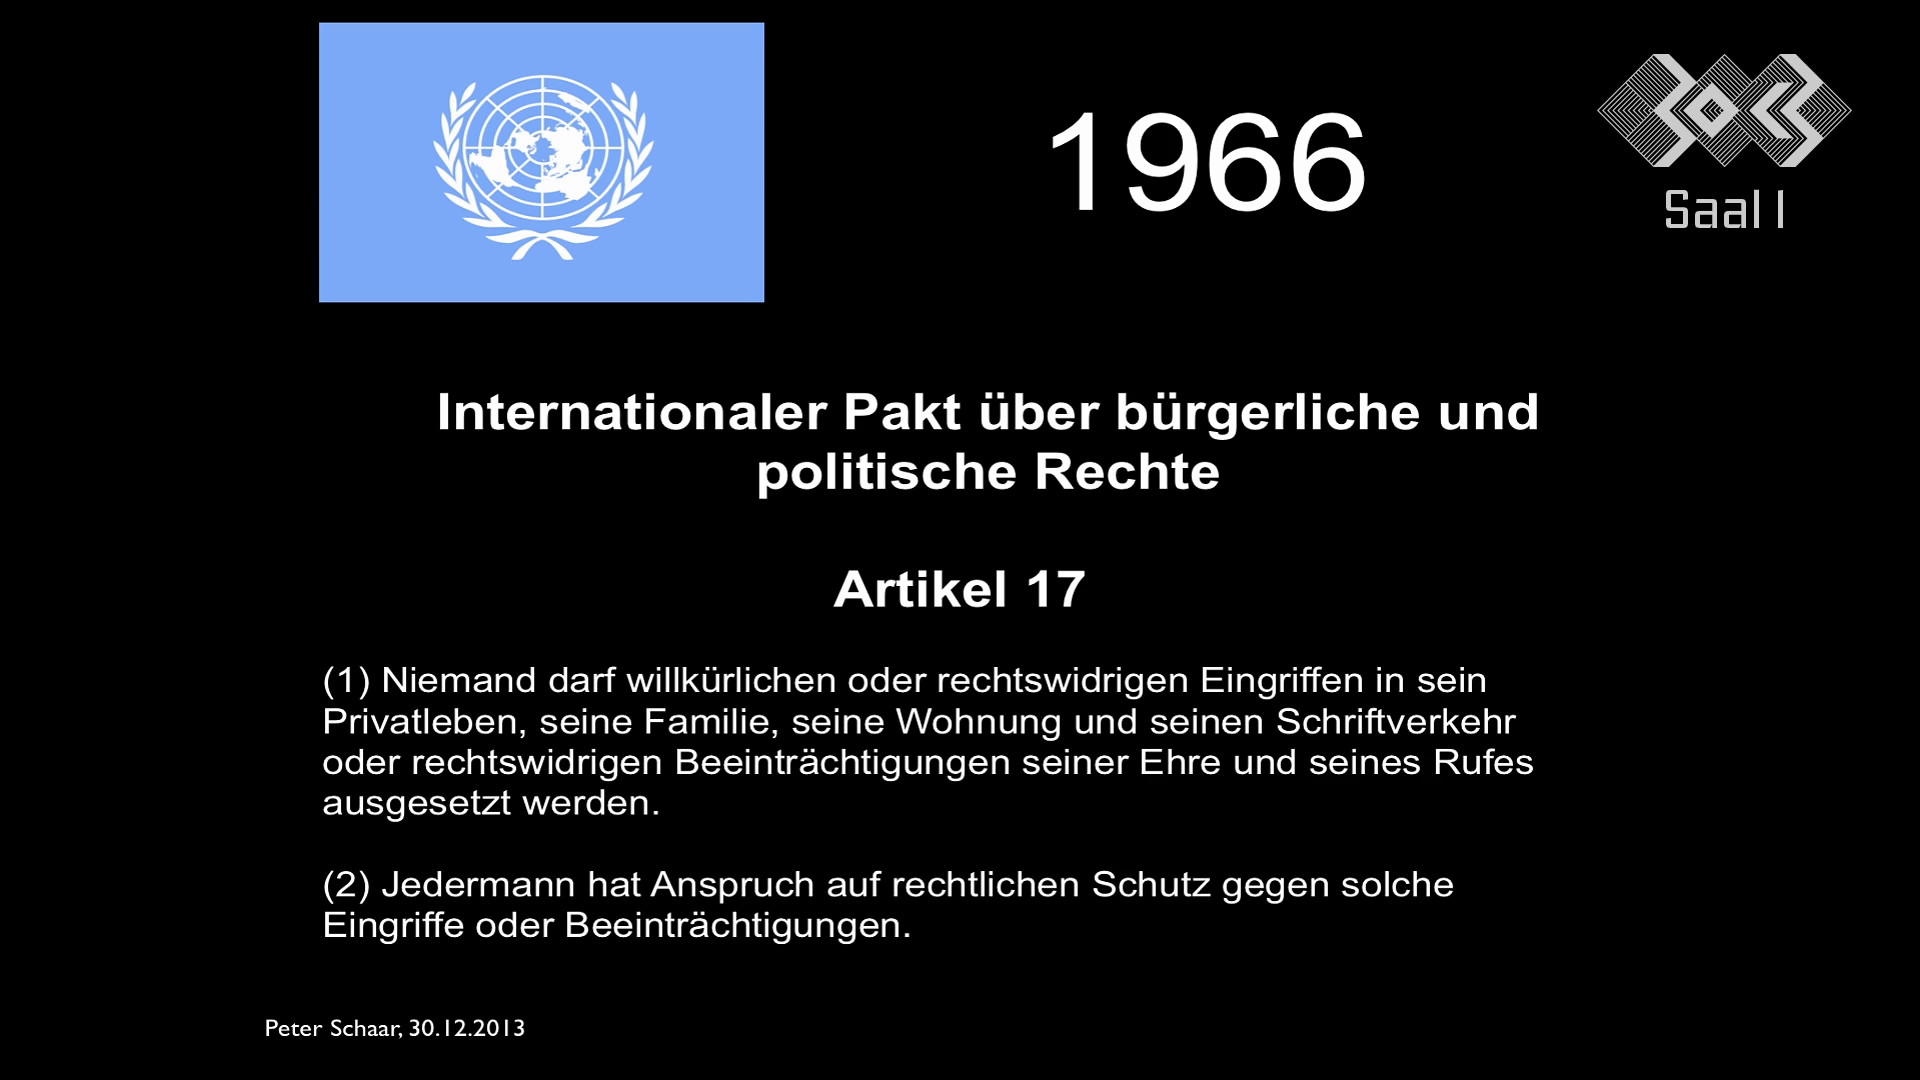 1966
30C3
Saal 1
Internationaler Pakt über bürgerliche und
politische Rechte
Artikel 17
(1) Niemand darf willkürlichen oder rechtswidrigen Eingriffen in sein
Privatleben, seine Familie, seine Wohnung und seinen Schriftverkehr
oder rechtswidrigen Beeinträchtigungen seiner Ehre und seines Rufes
ausgesetzt werden.
(2) Jedermann hat Anspruch auf rechtlichen Schutz gegen solche
Eingriffe oder Beeinträchtigungen.
Peter Schaar, 30.12.2013